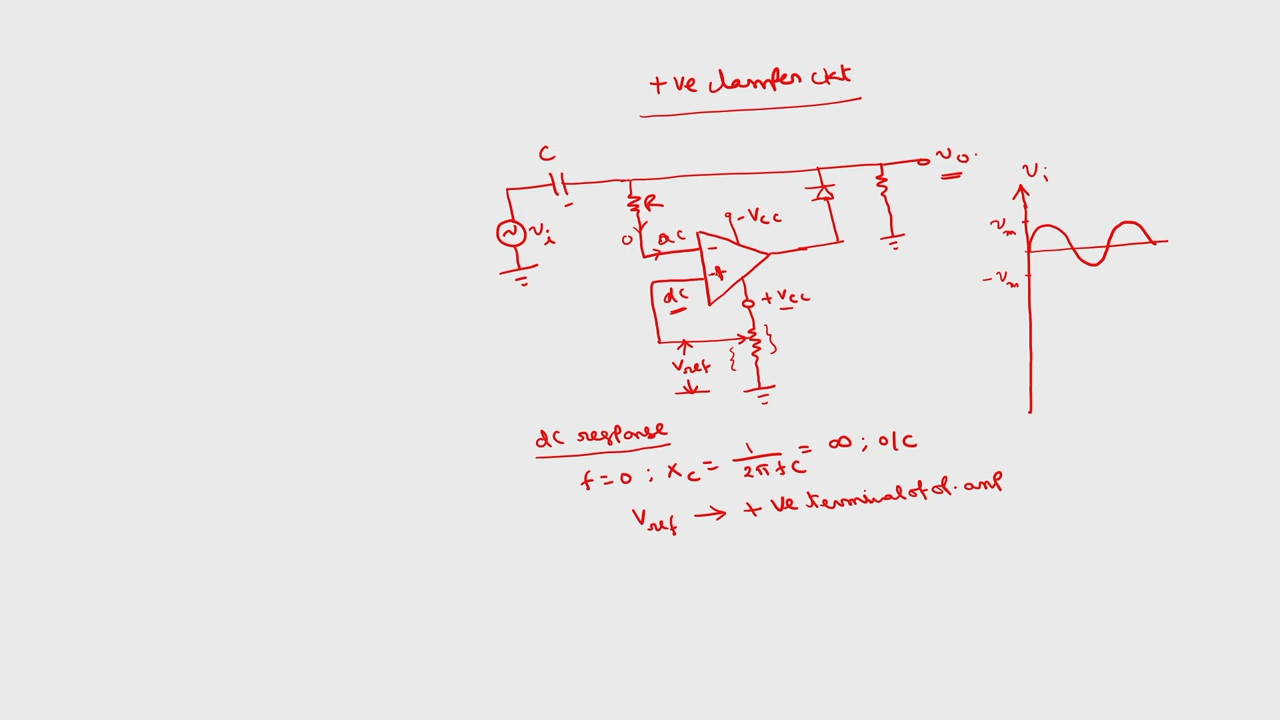 +ve clamper ckt
C
vo.
vi
R
-Vcc
vi
0
ac
vm
-
+
dc
+Vcc
-vm
Vref
dc response
f=0 ; Xc = 1/2πfC = ∞ ; o/c
Vref → +ve terminal of op.amp